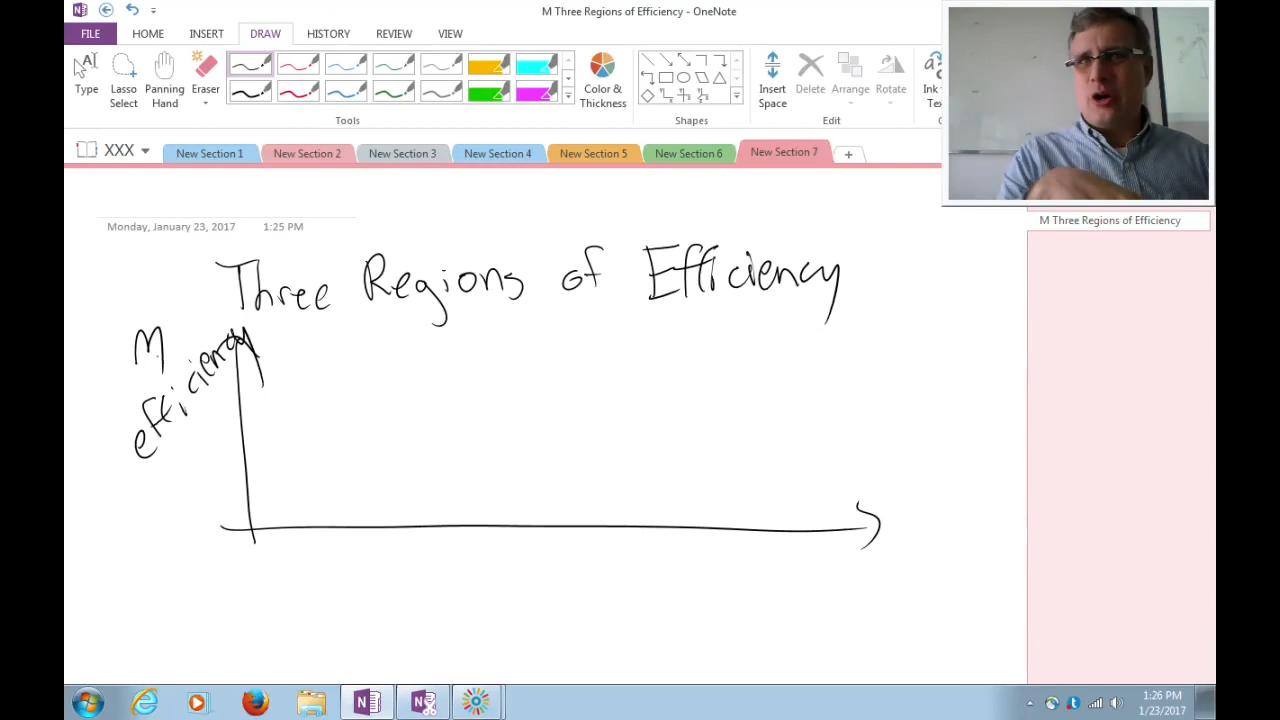 M Three Regions of Efficiency - OneNote
FILE HOME INSERT DRAW HISTORY REVIEW VIEW
Type
Lasso Select
Panning Hand
Eraser
Color & Thickness
Insert Space
Delete
Arrange
Rotate
Ink to
Tools
Shapes
Edit
XXX
New Section 1
New Section 2
New Section 3
New Section 4
New Section 5
New Section 6
New Section 7
M Three Regions of Efficiency
Monday, January 23, 2017 1:25 PM
Three Regions of Efficiency
M
efficiency
1:26 PM
1/23/2017